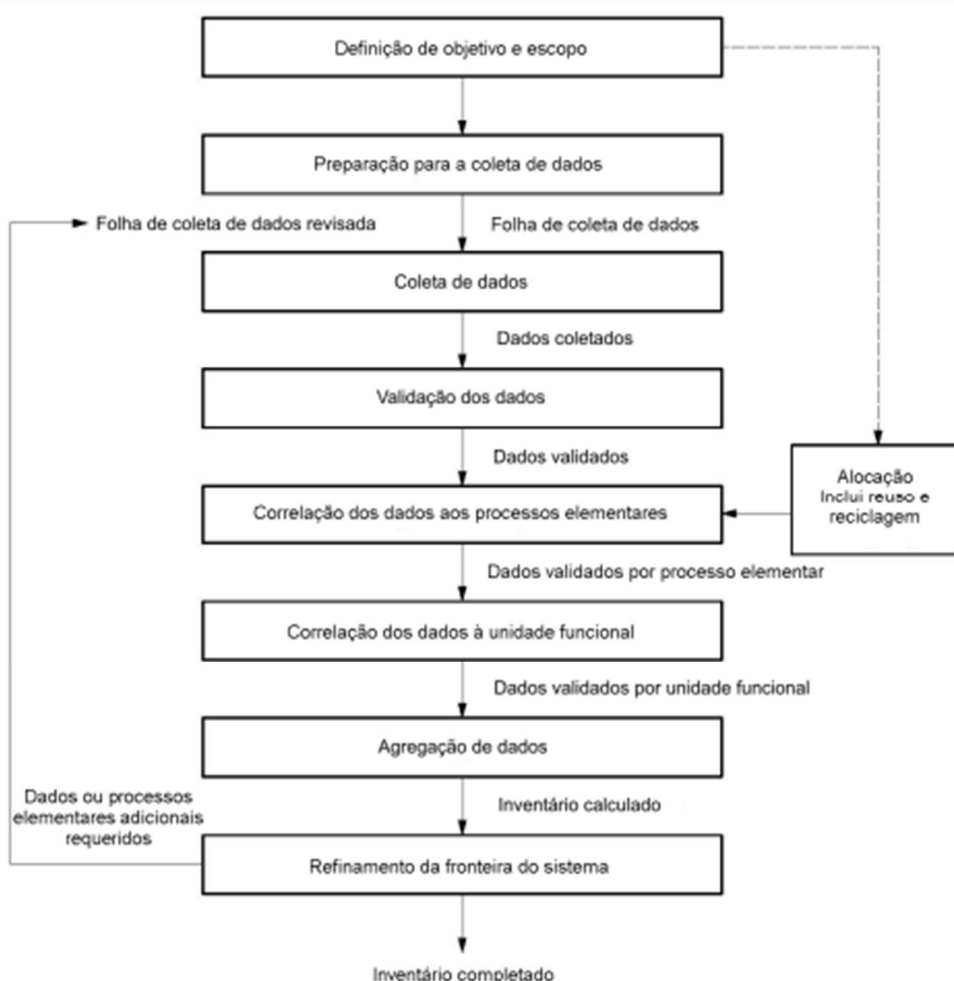 Definição de objetivo e escopo
Preparação para a coleta de dados
Folha de coleta de dados revisada
Folha de coleta de dados
Coleta de dados
Dados coletados
Validação dos dados
Dados validados
Alocação
Inclui reuso e
reciclagem
Correlação dos dados aos processos elementares
Dados validados por processo elementar
Correlação dos dados à unidade funcional
Dados validados por unidade funcional
Agregação de dados
Dados ou processos
elementares adicionais
requeridos
Inventário calculado
Refinamento da fronteira do sistema
Inventário completado